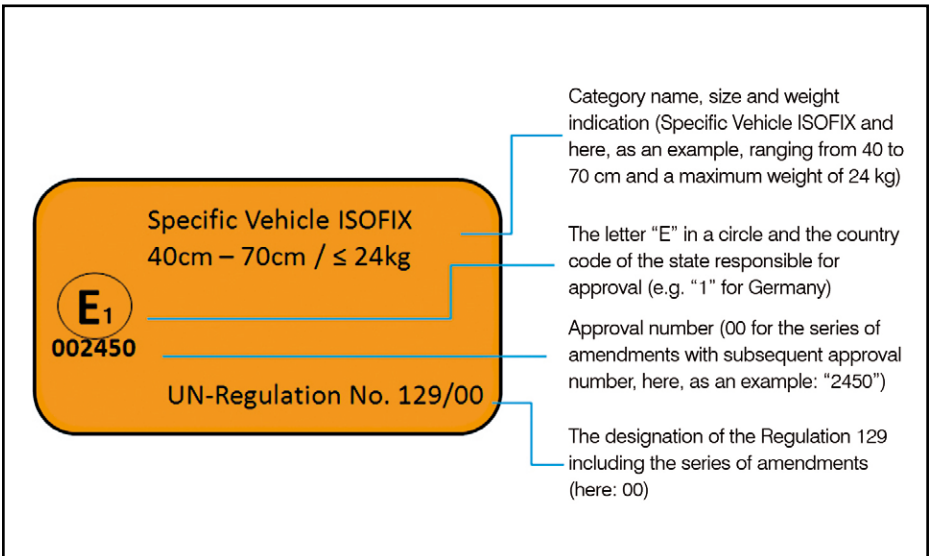 Specific Vehicle ISOFIX
40cm – 70cm / ≤ 24kg
E1
002450
UN-Regulation No. 129/00
Category name, size and weight
indication (Specific Vehicle ISOFIX and
here, as an example, ranging from 40 to
70 cm and a maximum weight of 24 kg)
The letter “E” in a circle and the country
code of the state responsible for
approval (e.g. “1” for Germany)
Approval number (00 for the series of
amendments with subsequent approval
number, here, as an example: “2450”)
The designation of the Regulation 129
including the series of amendments
(here: 00)